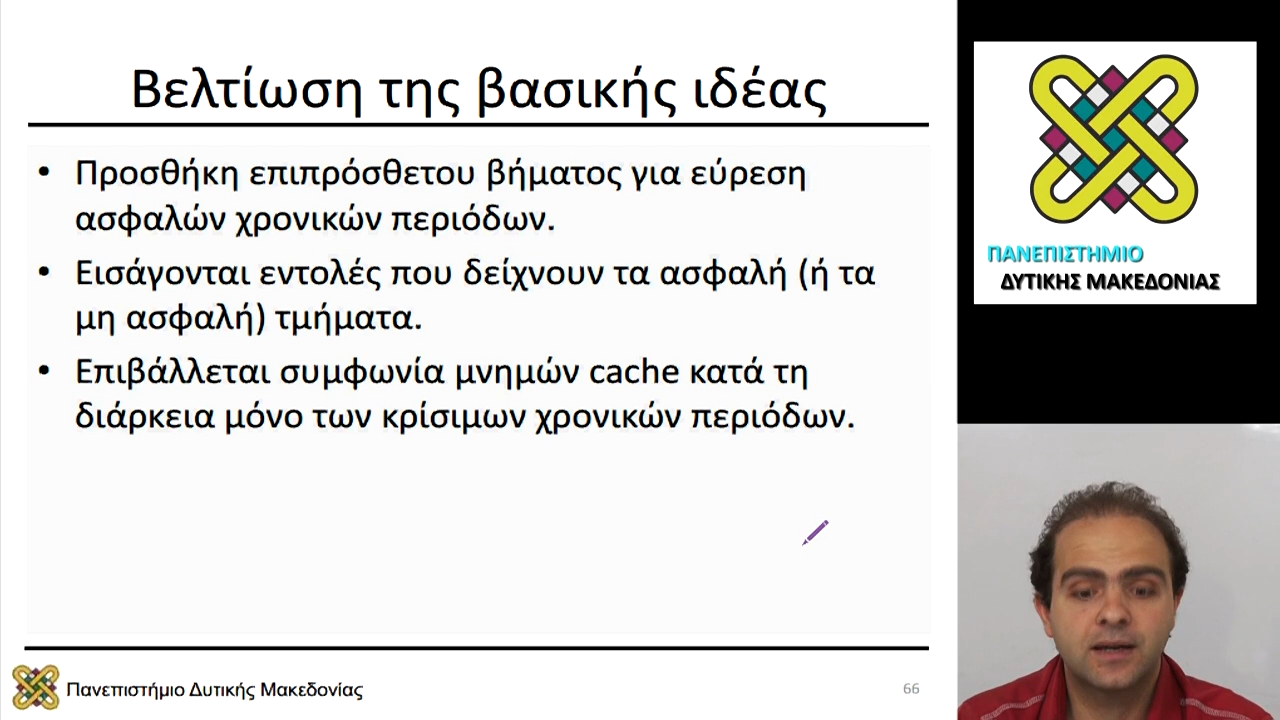 Βελτίωση της βασικής ιδέας
• Προσθήκη επιπρόσθετου βήματος για εύρεση
ασφαλών χρονικών περιόδων.
• Εισάγονται εντολές που δείχνουν τα ασφαλή (ή τα
μη ασφαλή) τμήματα.
• Επιβάλλεται συμφωνία μνημών cache κατά τη
διάρκεια μόνο των κρίσιμων χρονικών περιόδων.
Πανεπιστήμιο Δυτικής Μακεδονίας
66
ΠΑΝΕΠΙΣΤΗΜΙΟ
ΔΥΤΙΚΗΣ ΜΑΚΕΔΟΝΙΑΣ